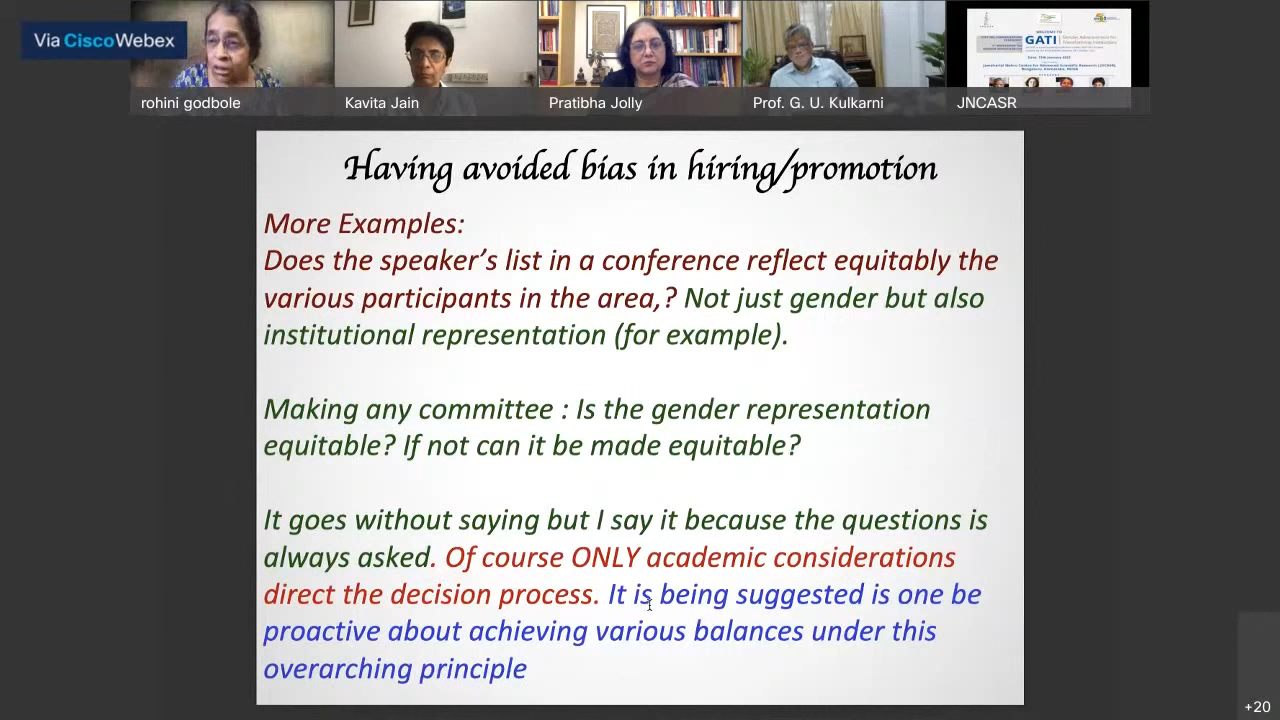 Via Cisco Webex
rohini godbole
Kavita Jain
Pratibha Jolly
Prof. G. U. Kulkarni
JNCASR
WELCOME TO
GATI
Having avoided bias in hiring/promotion
More Examples:
Does the speaker's list in a conference reflect equitably the
various participants in the area,? Not just gender but also
institutional representation (for example).
Making any committee : Is the gender representation
equitable? If not can it be made equitable?
It goes without saying but I say it because the questions is
always asked. Of course ONLY academic considerations
direct the decision process. It is being suggested is one be
proactive about achieving various balances under this
overarching principle
+20